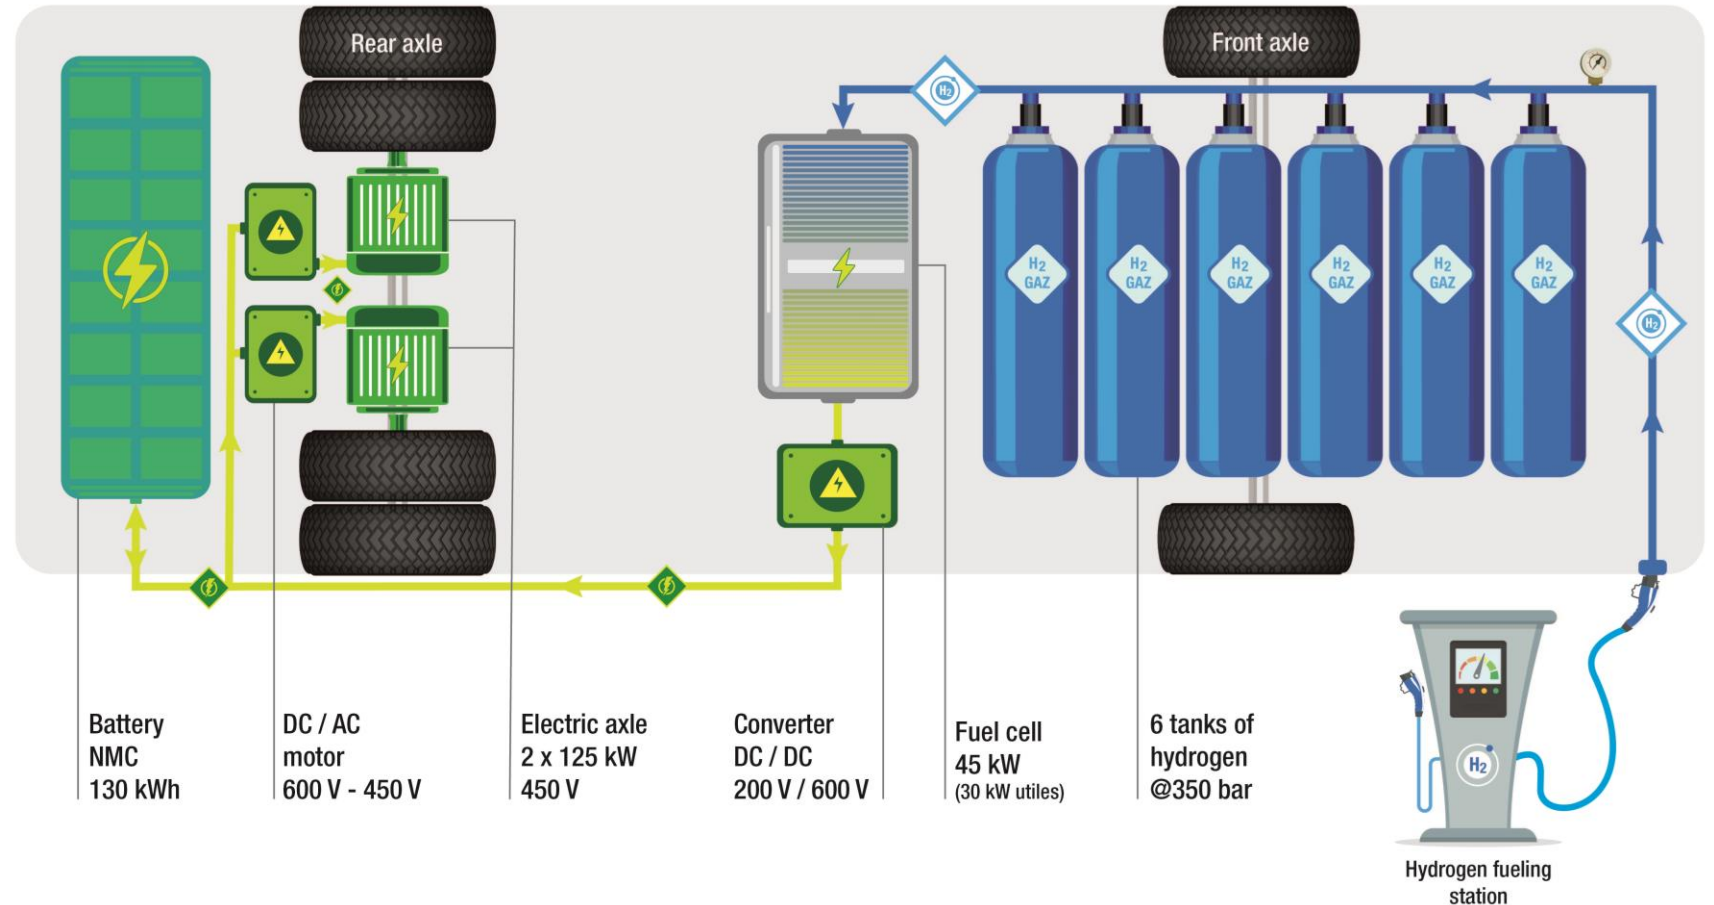 Rear axle
Front axle
H2
H2
GAZ
H2
GAZ
H2
GAZ
H2
GAZ
H2
GAZ
H2
GAZ
H2
Battery
NMC
130 kWh
DC / AC
motor
600 V - 450 V
Electric axle
2 x 125 kW
450 V
Converter
DC / DC
200 V / 600 V
Fuel cell
45 kW
(30 kW utiles)
6 tanks of
hydrogen
@350 bar
H2
Hydrogen fueling
station